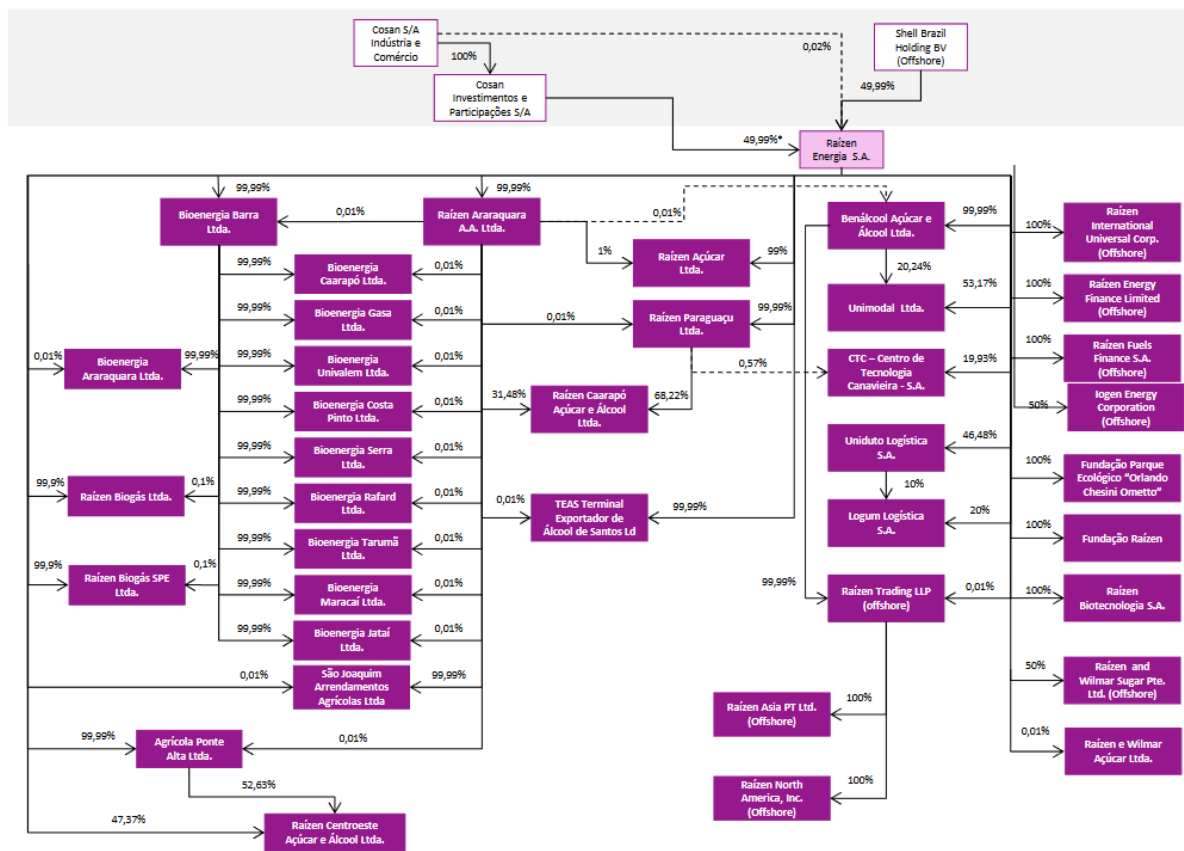 Cosan S/A
Indústria e
Comércio
0,02%
Shell Brazil
Holding BV
(Offshore)
100%
Cosan
Investimentos e
Participações S/A
49,99%
49,99%*
Raízen
Energia S.A.
99,99%
99,99%
Bioenergia Barra
Ltda.
0,01%
Raízen Araraquara
A.A. Ltda.
0,01%
Benálcool Açúcar e
Álcool Ltda.
99,99%
100%
Raízen
International
Universal Corp.
(Offshore)
99,99%
Bioenergia
Caarapó Ltda.
0,01%
1%
Raízen Açúcar
Ltda.
99%
20,24%
99,99%
Bioenergia Gasa
Ltda.
0,01%
0,01%
Raízen Paraguaçu
Ltda.
99,99%
Unimodal Ltda.
53,17%
100%
Raízen Energy
Finance Limited
(Offshore)
0,01%
Bioenergia
Araraquara Ltda.
99,99%
99,99%
Bioenergia
Univalem Ltda.
0,01%
0,57%
CTC – Centro de
Tecnologia
Canavieira - S.A.
19,93%
100%
Raízen Fuels
Finance S.A.
(Offshore)
99,99%
Bioenergia Costa
Pinto Ltda.
0,01%
31,48%
Raízen Caarapó
Açúcar e Álcool
Ltda.
68,22%
50%
Iogen Energy
Corporation
(Offshore)
99,99%
Bioenergia Serra
Ltda.
0,01%
Uniduto Logística
S.A.
46,48%
100%
Fundação Parque
Ecológico “Orlando
Chesini Ometto”
99,9%
Raízen Biogás Ltda.
0,1%
99,99%
Bioenergia Rafard
Ltda.
0,01%
10%
0,01%
TEAS Terminal
Exportador de
Álcool de Santos Ld
99,99%
Logum Logística
S.A.
20%
100%
Fundação Raízen
99,99%
Bioenergia Tarumã
Ltda.
0,01%
99,9%
Raízen Biogás SPE
Ltda.
0,1%
99,99%
Bioenergia
Maracaí Ltda.
0,01%
99,99%
Raízen Trading LLP
(offshore)
0,01%
100%
Raízen
Biotecnologia S.A.
99,99%
Bioenergia Jataí
Ltda.
0,01%
0,01%
São Joaquim
Arrendamentos
Agrícolas Ltda
99,99%
50%
Raízen and
Wilmar Sugar Pte.
Ltd. (Offshore)
Raízen Asia PT Ltd.
(Offshore)
100%
99,99%
Agrícola Ponte
Alta Ltda.
0,01%
0,01%
Raízen e Wilmar
Açúcar Ltda.
52,63%
Raízen North
America, Inc.
(Offshore)
100%
47,37%
Raízen Centroeste
Açúcar e Álcool Ltda.